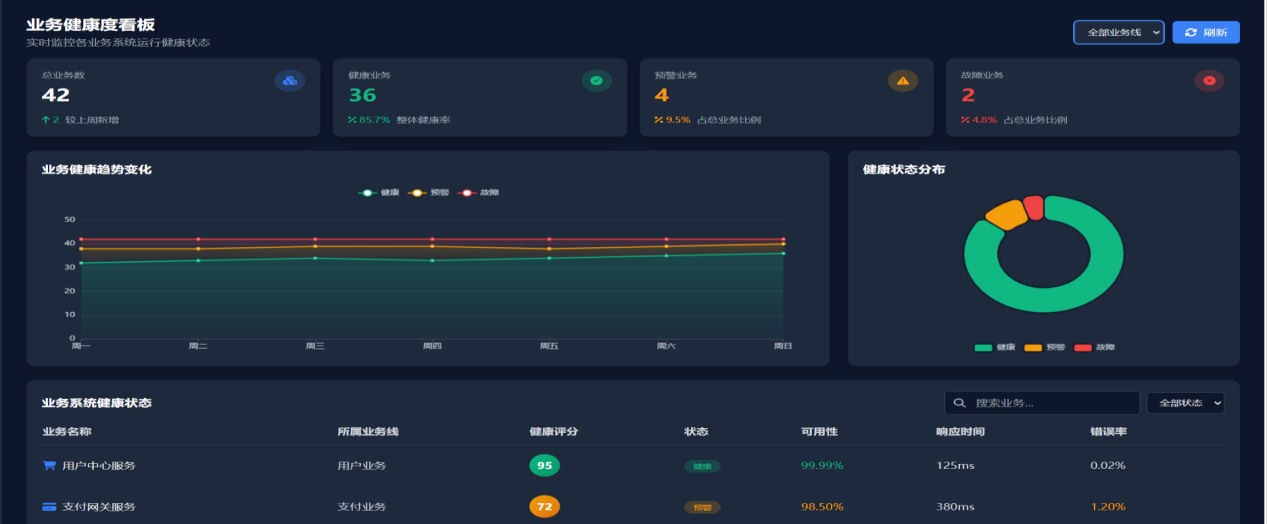 业务健康度看板
实时监控各业务系统运行健康状态
全部业务线 刷新
总业务数
42
2 较上周新增
健康业务
36
85.7% 整体健康率
预警业务
4
9.5% 占总业务比例
故障业务
2
4.8% 占总业务比例
业务健康趋势变化
健康 预警 故障
50
40
30
20
10
0
周一 周二 周三 周四 周五 周六 周日
健康状态分布
健康 预警 故障
业务系统健康状态
搜索业务... 全部状态
业务名称 所属业务线 健康评分 状态 可用性 响应时间 错误率
用户中心服务 用户业务 95 健康 99.99% 125ms 0.02%
支付网关服务 支付业务 72 预警 98.50% 380ms 1.20%